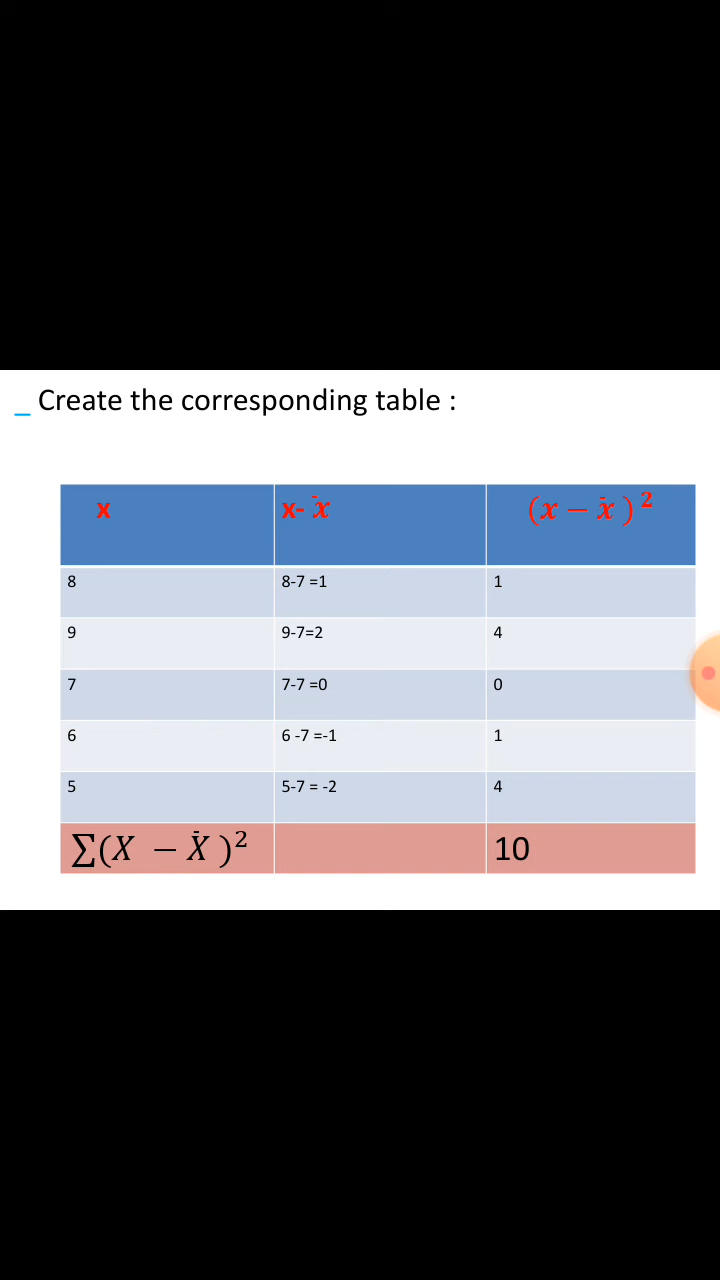 _ Create the corresponding table :
x x- x̄ (x − x̄ )²
8 8-7 =1 1
9 9-7=2 4
7 7-7 =0 0
6 6 -7 =-1 1
5 5-7 = -2 4
∑(X − X̄ )² 10